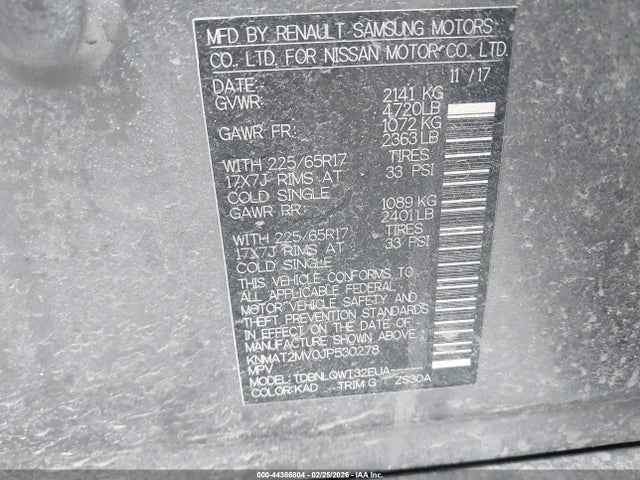 MFD BY RENAULT SAMSUNG MOTORS
CO. LTD. FOR NISSAN MOTOR CO. LTD.
DATE: 11 / 17
GVWR: 2141 KG
4720LB
GAWR FR: 1072 KG
2363 LB
WITH 225/65R17 TIRES
17X7J RIMS AT 33 PSI
COLD SINGLE
GAWR RR: 1089 KG
2401 LB
WITH 225/65R17 TIRES
17X7J RIMS AT 33 PSI
COLD SINGLE
THIS VEHICLE CONFORMS TO
ALL APPLICABLE FEDERAL
MOTOR VEHICLE SAFETY AND
THEFT PREVENTION STANDARDS
IN EFFECT ON THE DATE OF
MANUFACTURE SHOWN ABOVE.
KNMAT2MV0JP530278
MPV
MODEL: TDBNLQWT32EUA-----
COLOR: KAD TRIM: G ZS30A
000-44386804 - 02/25/2026 - IAA Inc.